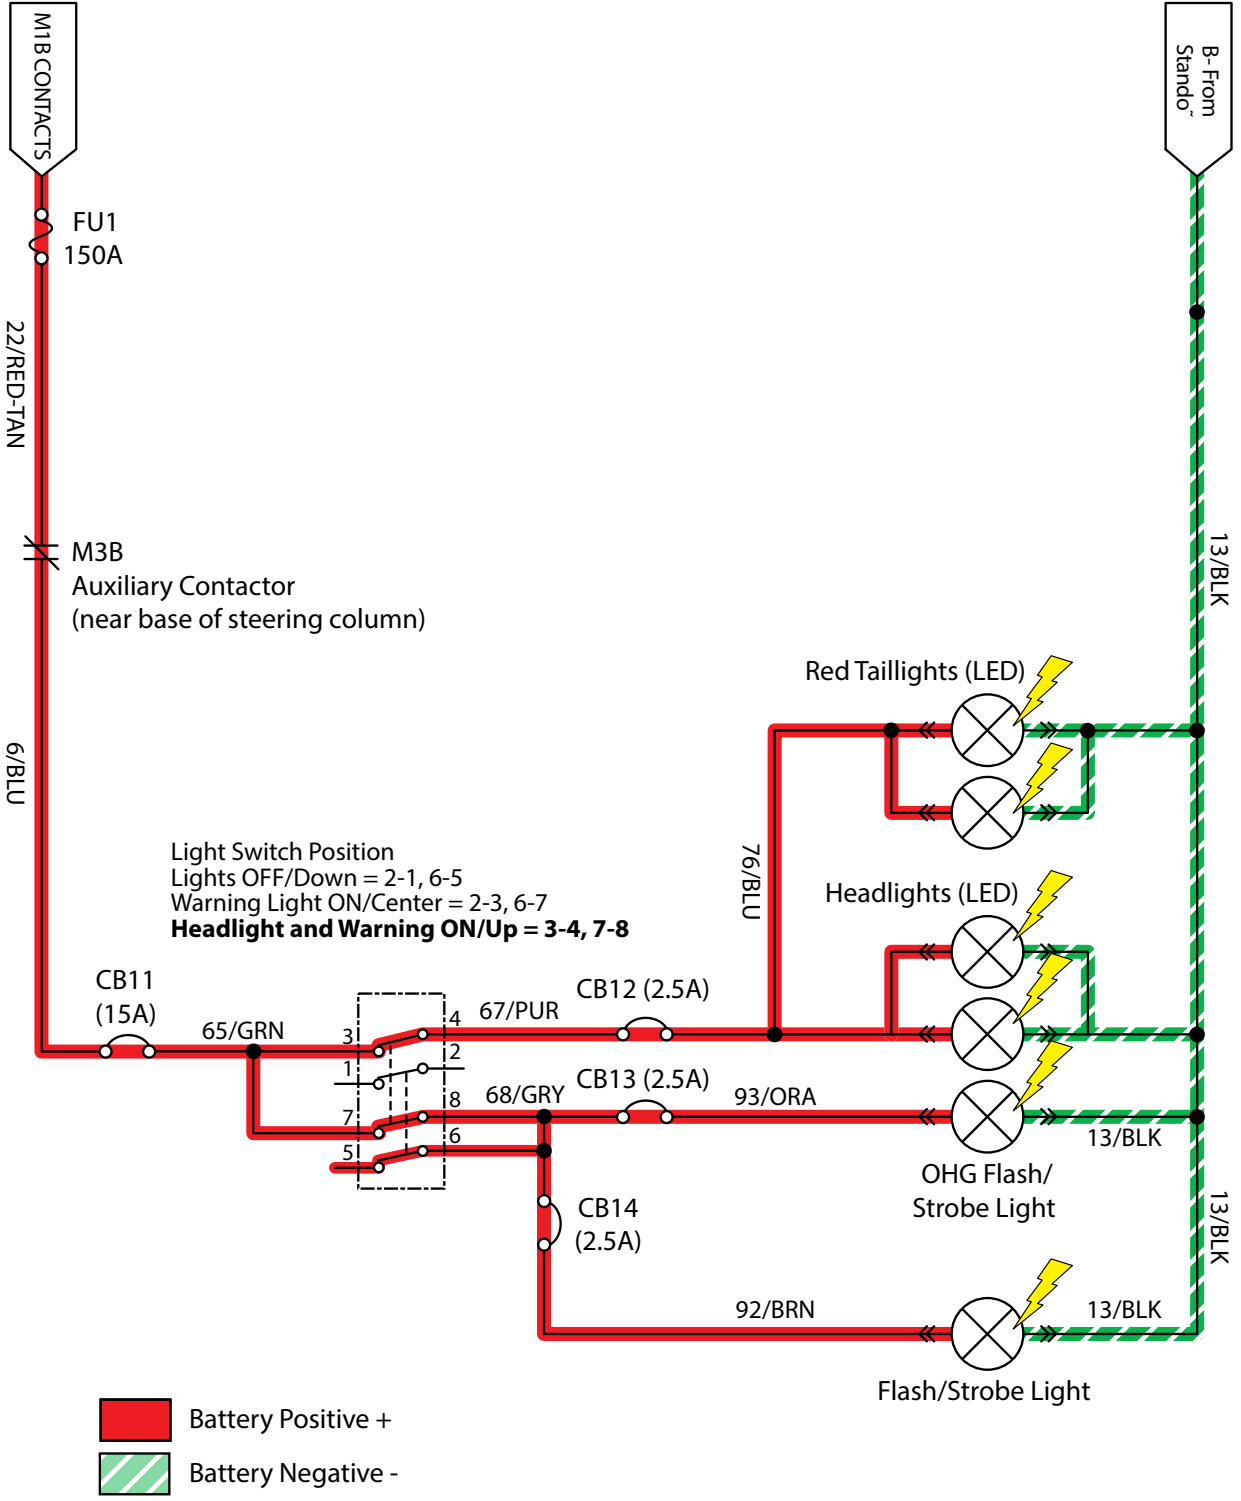 M1B CONTACTS
B- From
Stando˜
FU1
150A
22/RED-TAN
M3B
Auxiliary Contactor
(near base of steering column)
13/BLK
6/BLU
Red Taillights (LED)
76/BLU
Light Switch Position
Lights OFF/Down = 2-1, 6-5
Warning Light ON/Center = 2-3, 6-7
Headlight and Warning ON/Up = 3-4, 7-8
Headlights (LED)
CB11
(15A)
65/GRN
3
4
67/PUR
CB12 (2.5A)
1
2
7
8
68/GRY
CB13 (2.5A)
93/ORA
5
6
13/BLK
OHG Flash/
Strobe Light
CB14
(2.5A)
13/BLK
92/BRN
13/BLK
Flash/Strobe Light
Battery Positive +
Battery Negative -